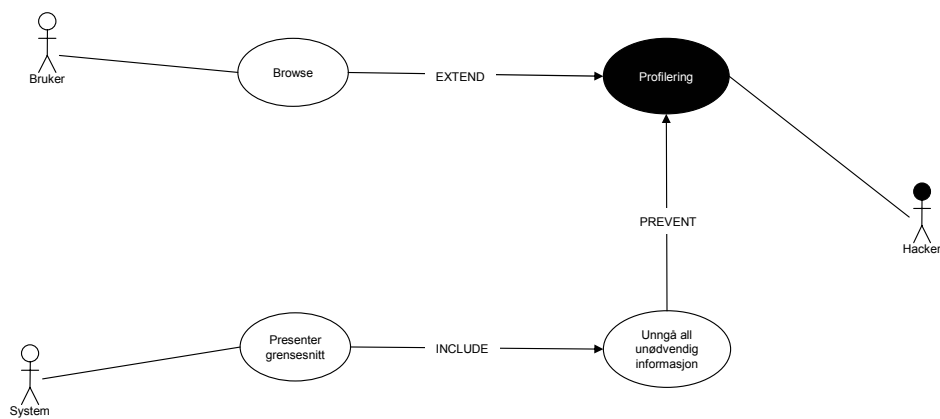 Bruker
Browse
EXTEND
Profilering
PREVENT
Hacker
System
Presenter
grensesnitt
INCLUDE
Unngå all
unødvendig
informasjon